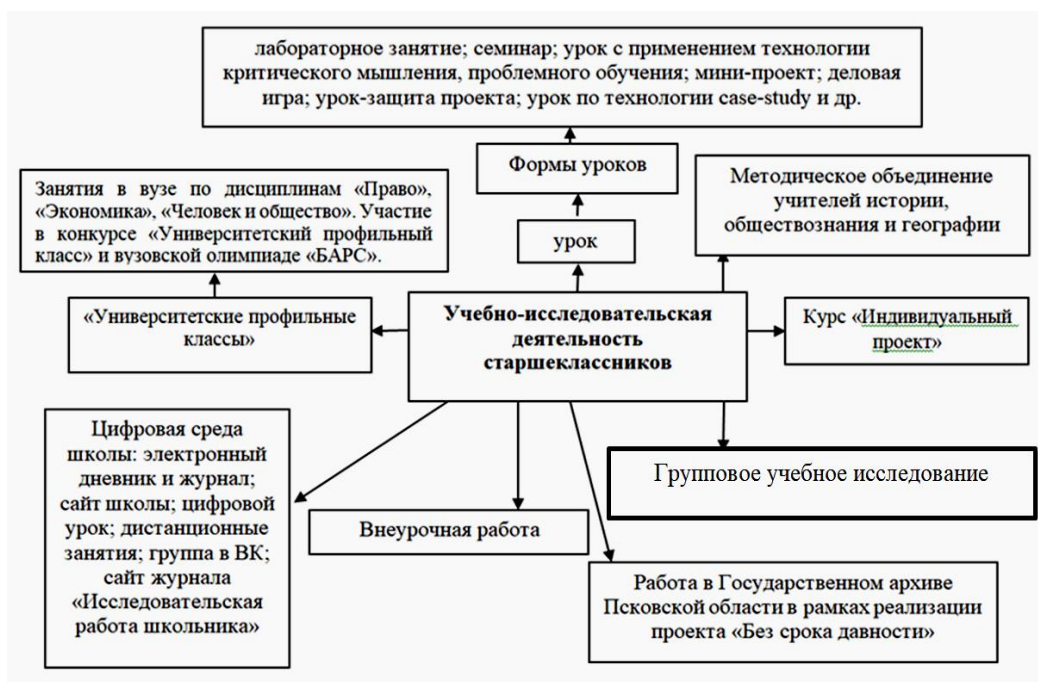 лабораторное занятие; семинар; урок с применением технологии
критического мышления, проблемного обучения; мини-проект; деловая
игра; урок-защита проекта; урок по технологии case-study и др.
Формы уроков
Занятия в вузе по дисциплинам «Право»,
«Экономика», «Человек и общество». Участие
в конкурсе «Университетский профильный
класс» и вузовской олимпиаде «БАРС».
урок
Методическое объединение
учителей истории,
обществознания и географии
«Университетские профильные
классы»
Учебно-исследовательская
деятельность
старшеклассников
Курс «Индивидуальный
проект»
Цифровая среда
школы: электронный
дневник и журнал;
сайт школы; цифровой
урок; дистанционные
занятия; группа в ВК;
сайт журнала
«Исследовательская
работа школьника»
Внеурочная работа
Групповое учебное исследование
Работа в Государственном архиве
Псковской области в рамках реализации
проекта «Без срока давности»